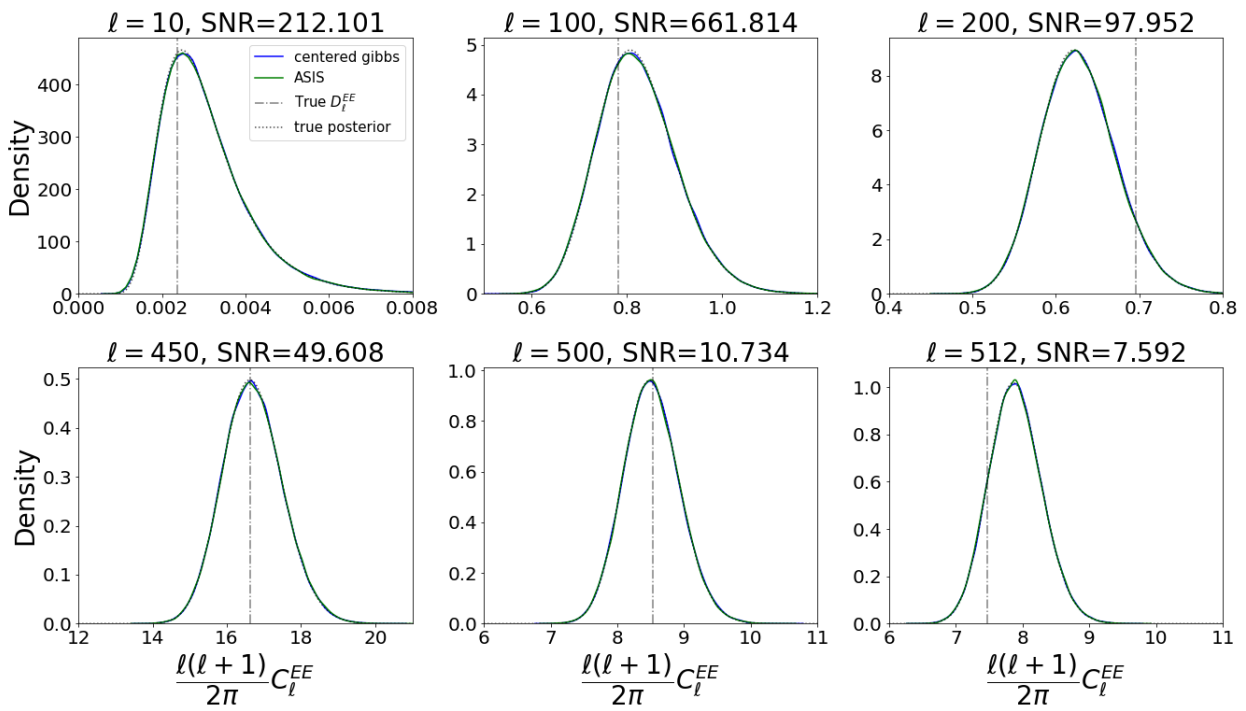 ℓ = 10, SNR=212.101
ℓ = 100, SNR=661.814
ℓ = 200, SNR=97.952
Density
400
300
200
100
0
0.000 0.002 0.004 0.006 0.008
centered gibbs
ASIS
True D_ℓ^{EE}
true posterior
5
4
3
2
1
0
0.6 0.8 1.0 1.2
8
6
4
2
0
0.4 0.5 0.6 0.7 0.8
ℓ = 450, SNR=49.608
ℓ = 500, SNR=10.734
ℓ = 512, SNR=7.592
Density
0.5
0.4
0.3
0.2
0.1
0.0
12 14 16 18 20
ℓ(ℓ + 1)/2π C_ℓ^{EE}
1.0
0.8
0.6
0.4
0.2
0.0
6 7 8 9 10 11
ℓ(ℓ + 1)/2π C_ℓ^{EE}
1.0
0.8
0.6
0.4
0.2
0.0
6 7 8 9 10 11
ℓ(ℓ + 1)/2π C_ℓ^{EE}